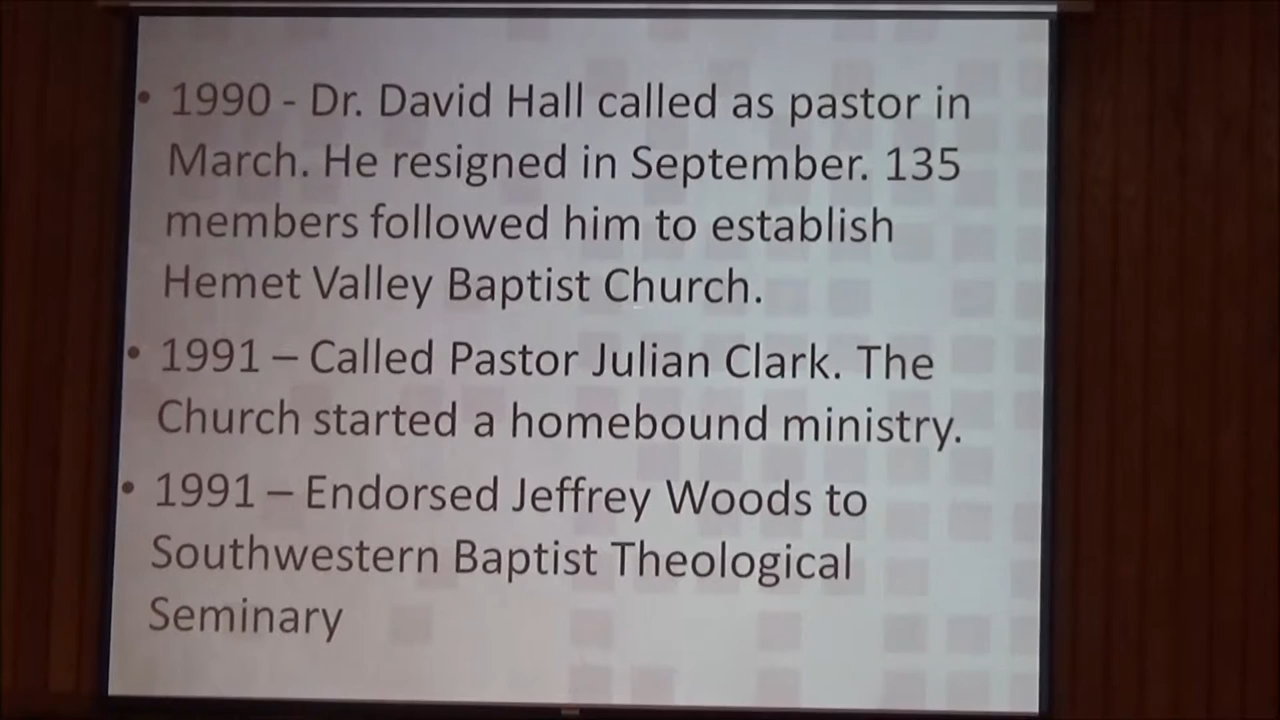 • 1990 - Dr. David Hall called as pastor in
March. He resigned in September. 135
members followed him to establish
Hemet Valley Baptist Church.
• 1991 – Called Pastor Julian Clark. The
Church started a homebound ministry.
• 1991 – Endorsed Jeffrey Woods to
Southwestern Baptist Theological
Seminary